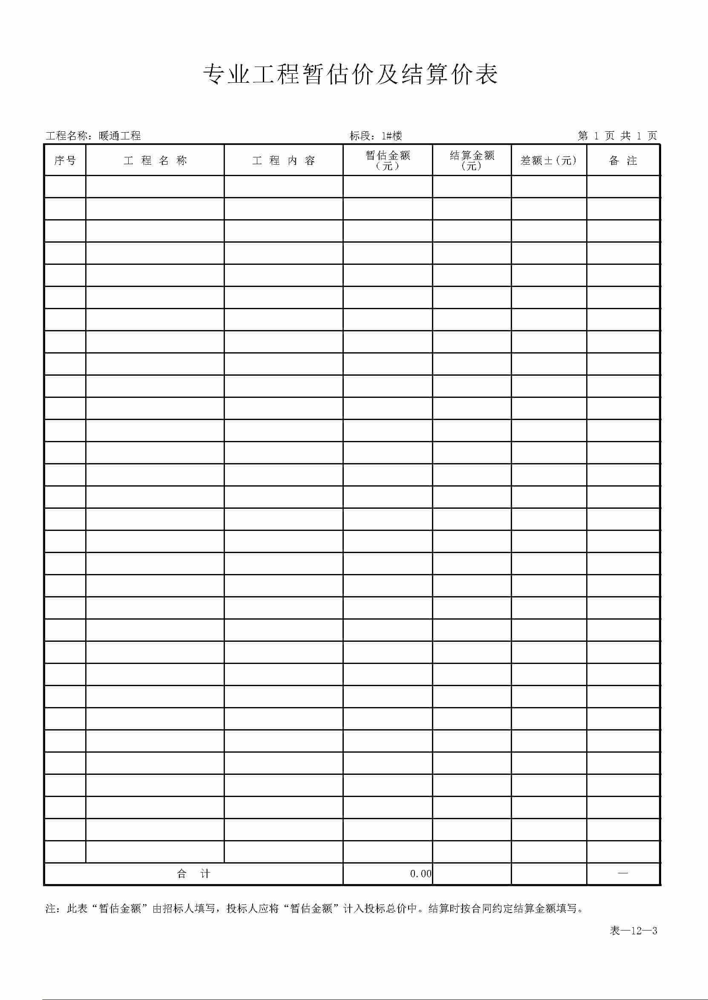 专业工程暂估价及结算价表
工程名称：暖通工程 标段：1#楼 第 1 页 共 1 页
序号 工 程 名 称 工 程 内 容 暂估金额（元） 结算金额(元) 差额±(元) 备 注
合 计 0.00 —
注：此表“暂估金额”由招标人填写，投标人应将“暂估金额”计入投标总价中。结算时按合同约定结算金额填写。
表—12—3